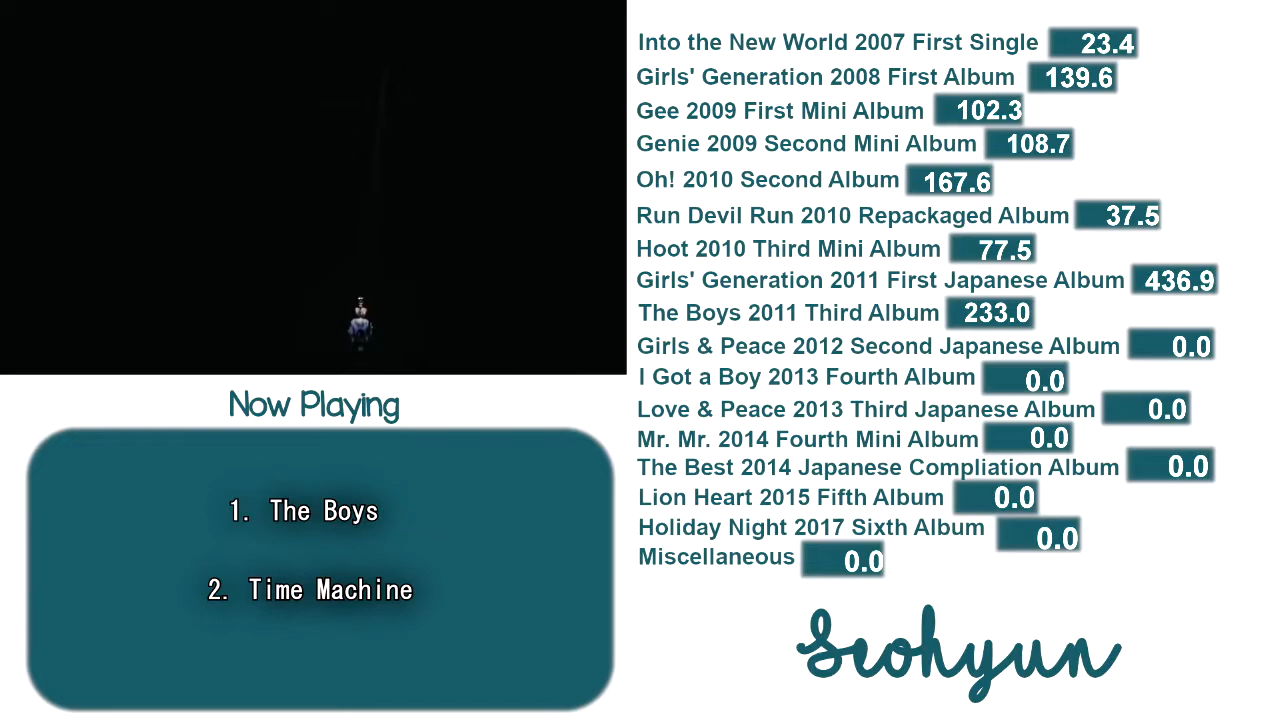 Into the New World 2007 First Single 23.4
Girls' Generation 2008 First Album 139.6
Gee 2009 First Mini Album 102.3
Genie 2009 Second Mini Album 108.7
Oh! 2010 Second Album 167.6
Run Devil Run 2010 Repackaged Album 37.5
Hoot 2010 Third Mini Album 77.5
Girls' Generation 2011 First Japanese Album 436.9
The Boys 2011 Third Album 233.0
Girls & Peace 2012 Second Japanese Album 0.0
I Got a Boy 2013 Fourth Album 0.0
Love & Peace 2013 Third Japanese Album 0.0
Mr. Mr. 2014 Fourth Mini Album 0.0
The Best 2014 Japanese Compliation Album 0.0
Lion Heart 2015 Fifth Album 0.0
Holiday Night 2017 Sixth Album 0.0
Miscellaneous 0.0
Now Playing
1. The Boys
2. Time Machine
Seohyun